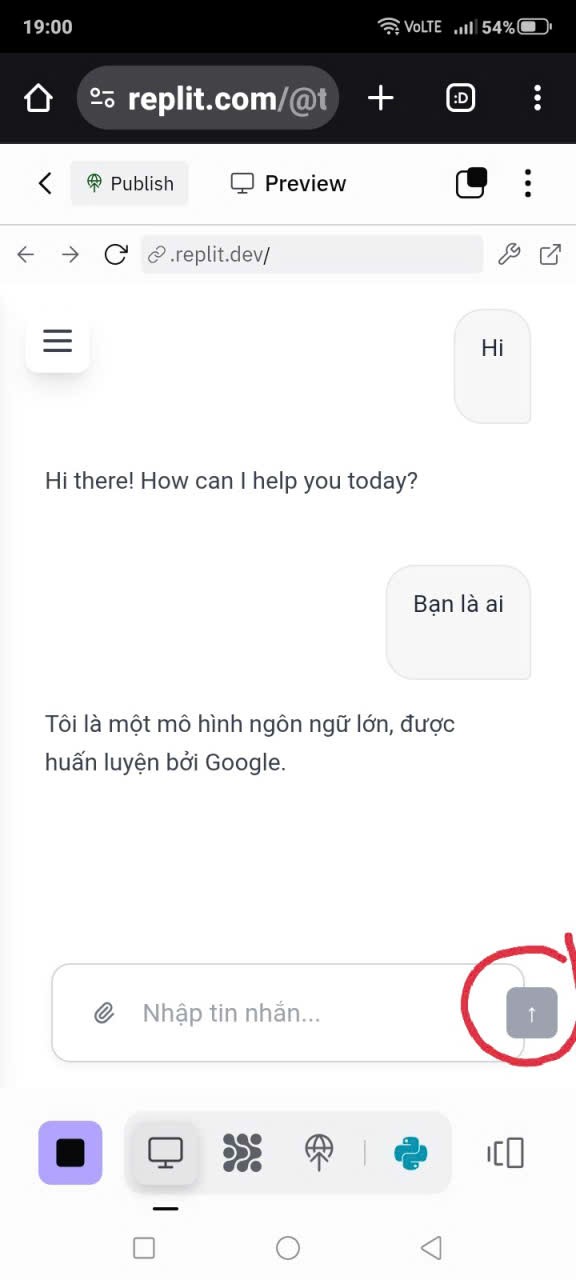 19:00
VoLTE
54%
replit.com/@t
:D
Publish
Preview
.replit.dev/
Hi
Hi there! How can I help you today?
Bạn là ai
Tôi là một mô hình ngôn ngữ lớn, được
huấn luyện bởi Google.
Nhập tin nhắn...
↑